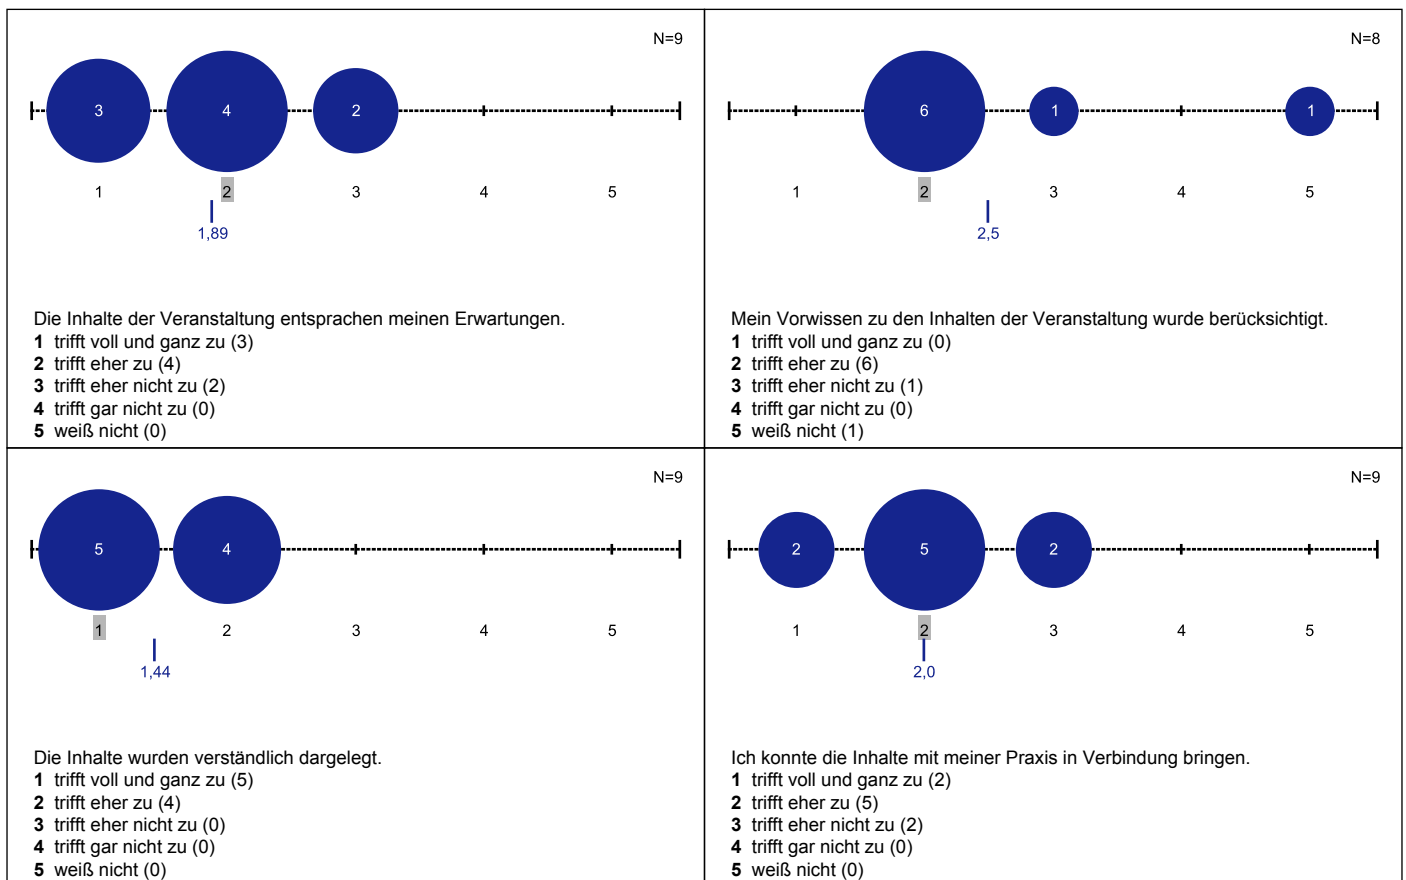 N=9
3 4 2
1 2 3 4 5
1,89
Die Inhalte der Veranstaltung entsprachen meinen Erwartungen.
1 trifft voll und ganz zu (3)
2 trifft eher zu (4)
3 trifft eher nicht zu (2)
4 trifft gar nicht zu (0)
5 weiß nicht (0)
N=8
6 1 1
1 2 3 4 5
2,5
Mein Vorwissen zu den Inhalten der Veranstaltung wurde berücksichtigt.
1 trifft voll und ganz zu (0)
2 trifft eher zu (6)
3 trifft eher nicht zu (1)
4 trifft gar nicht zu (0)
5 weiß nicht (1)
N=9
5 4
1 2 3 4 5
1,44
Die Inhalte wurden verständlich dargelegt.
1 trifft voll und ganz zu (5)
2 trifft eher zu (4)
3 trifft eher nicht zu (0)
4 trifft gar nicht zu (0)
5 weiß nicht (0)
N=9
2 5 2
1 2 3 4 5
2,0
Ich konnte die Inhalte mit meiner Praxis in Verbindung bringen.
1 trifft voll und ganz zu (2)
2 trifft eher zu (5)
3 trifft eher nicht zu (2)
4 trifft gar nicht zu (0)
5 weiß nicht (0)